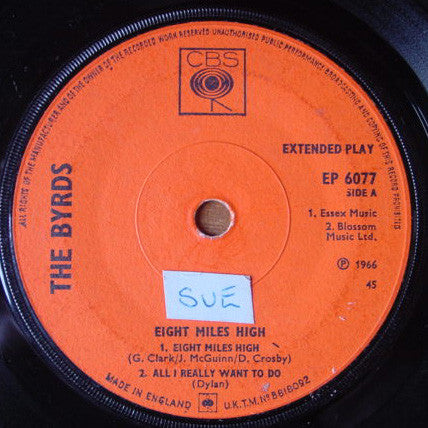 ALL RIGHTS OF THE MANUFACTURER AND OF THE OWNER OF THE RECORDED WORK RESERVED. UNAUTHORISED PUBLIC PERFORMANCE, BROADCASTING AND COPYING OF THIS RECORD PROHIBITED
CBS
THE BYRDS
EXTENDED PLAY
EP 6077
SIDE A
1. Essex Music
2. Blossom
Music Ltd.
℗ 1966
45
SUE
EIGHT MILES HIGH
1. EIGHT MILES HIGH
(G. Clark/J. McGuinn/D. Crosby)
2. ALL I REALLY WANT TO DO
(Dylan)
MADE IN ENGLAND U.K.T.M. Nº B616092